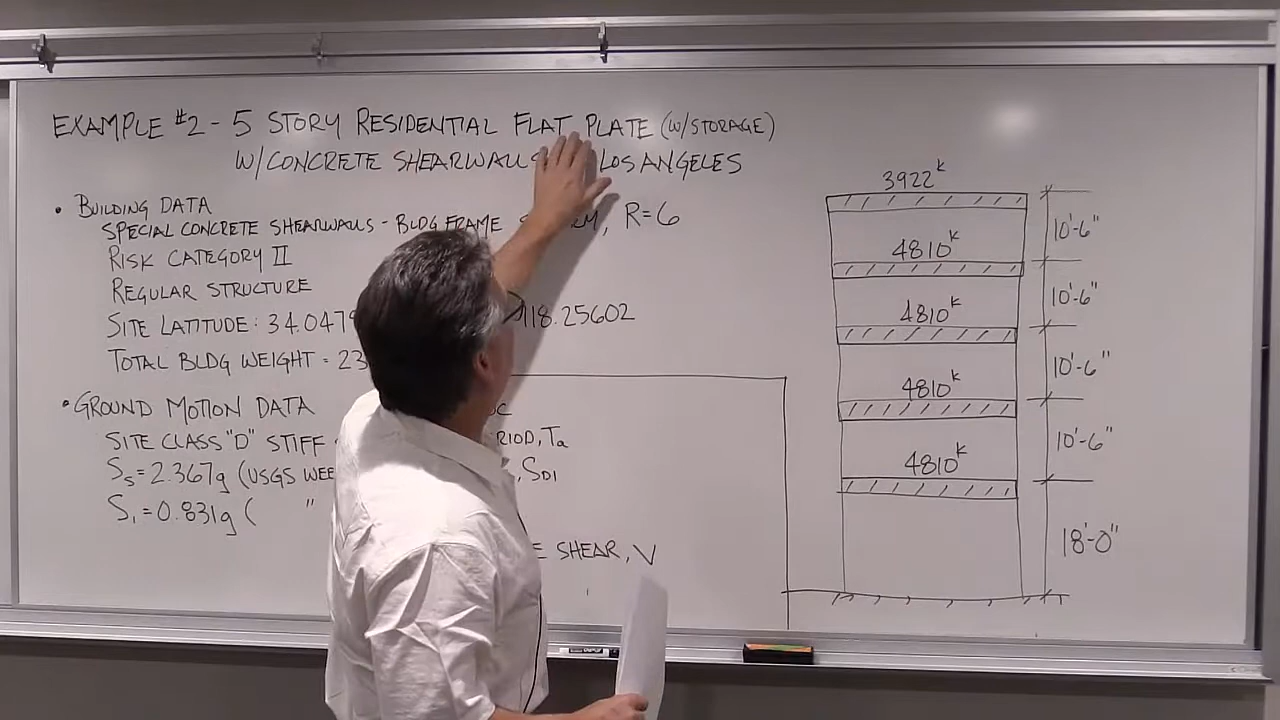 EXAMPLE #2 - 5 STORY RESIDENTIAL FLAT PLATE (W/STORAGE)
W/CONCRETE SHEARWALLS LOS ANGELES
• BUILDING DATA
SPECIAL CONCRETE SHEARWALLS - BLDG FRAME R=6
RISK CATEGORY II
REGULAR STRUCTURE
SITE LATITUDE: 34.0479 118.25602
TOTAL BLDG WEIGHT = 23
• GROUND MOTION DATA
SITE CLASS "D" STIFF
Ss=2.367g (USGS WE
S1=0.831g ( "
Ta
, SD1
SHEAR, V
3922k
4810k
4810k
4810k
4810k
10'-6"
10'-6"
10'-6"
10'-6"
18'-0"